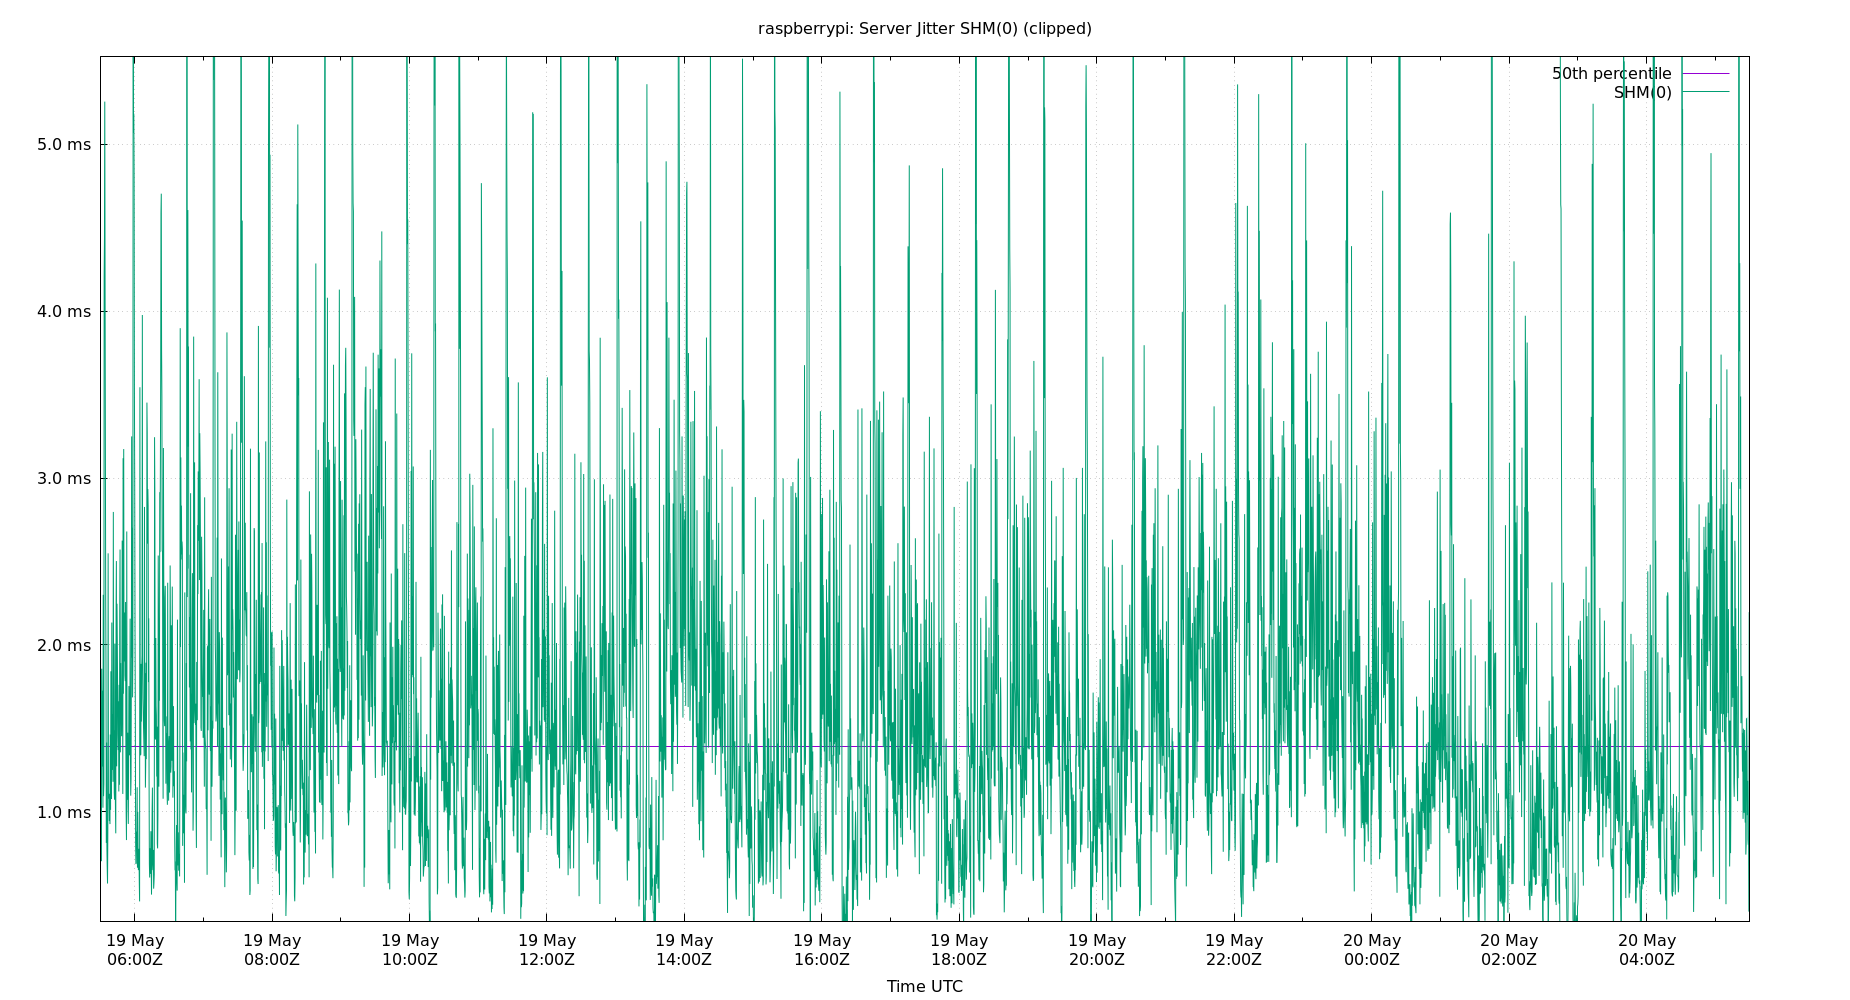 raspberrypi: Server Jitter SHM(0) (clipped)
50th percentile
SHM(0)
5.0 ms
4.0 ms
3.0 ms
2.0 ms
1.0 ms
19 May 19 May 19 May 19 May 19 May 19 May 19 May 19 May 19 May 20 May 20 May 20 May
06:00Z 08:00Z 10:00Z 12:00Z 14:00Z 16:00Z 18:00Z 20:00Z 22:00Z 00:00Z 02:00Z 04:00Z
Time UTC